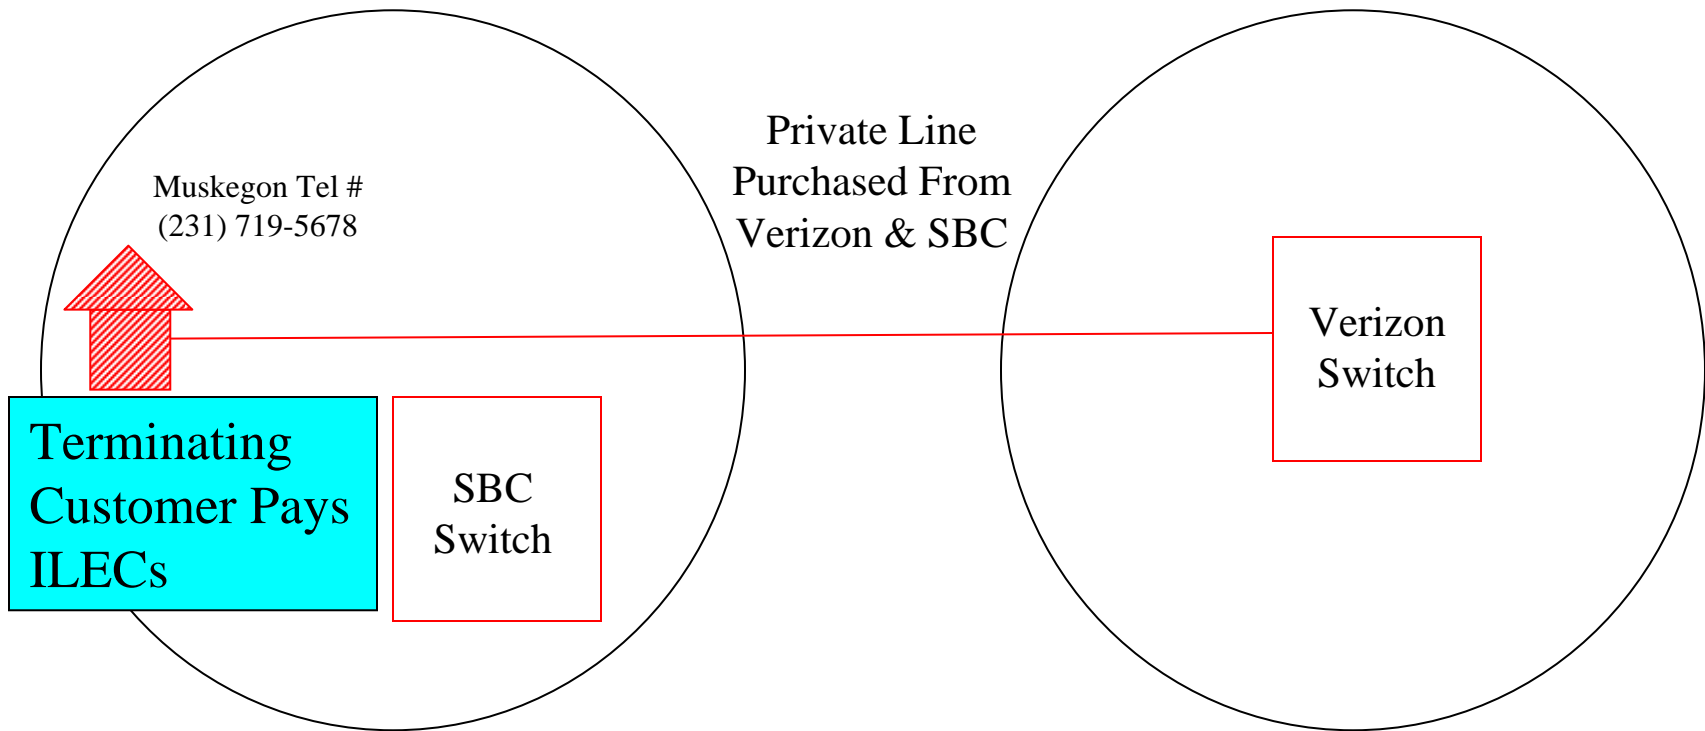 Muskegon Tel #
(231) 719-5678
Private Line
Purchased From
Verizon & SBC
Verizon
Switch
Terminating
Customer Pays
ILECs
SBC
Switch